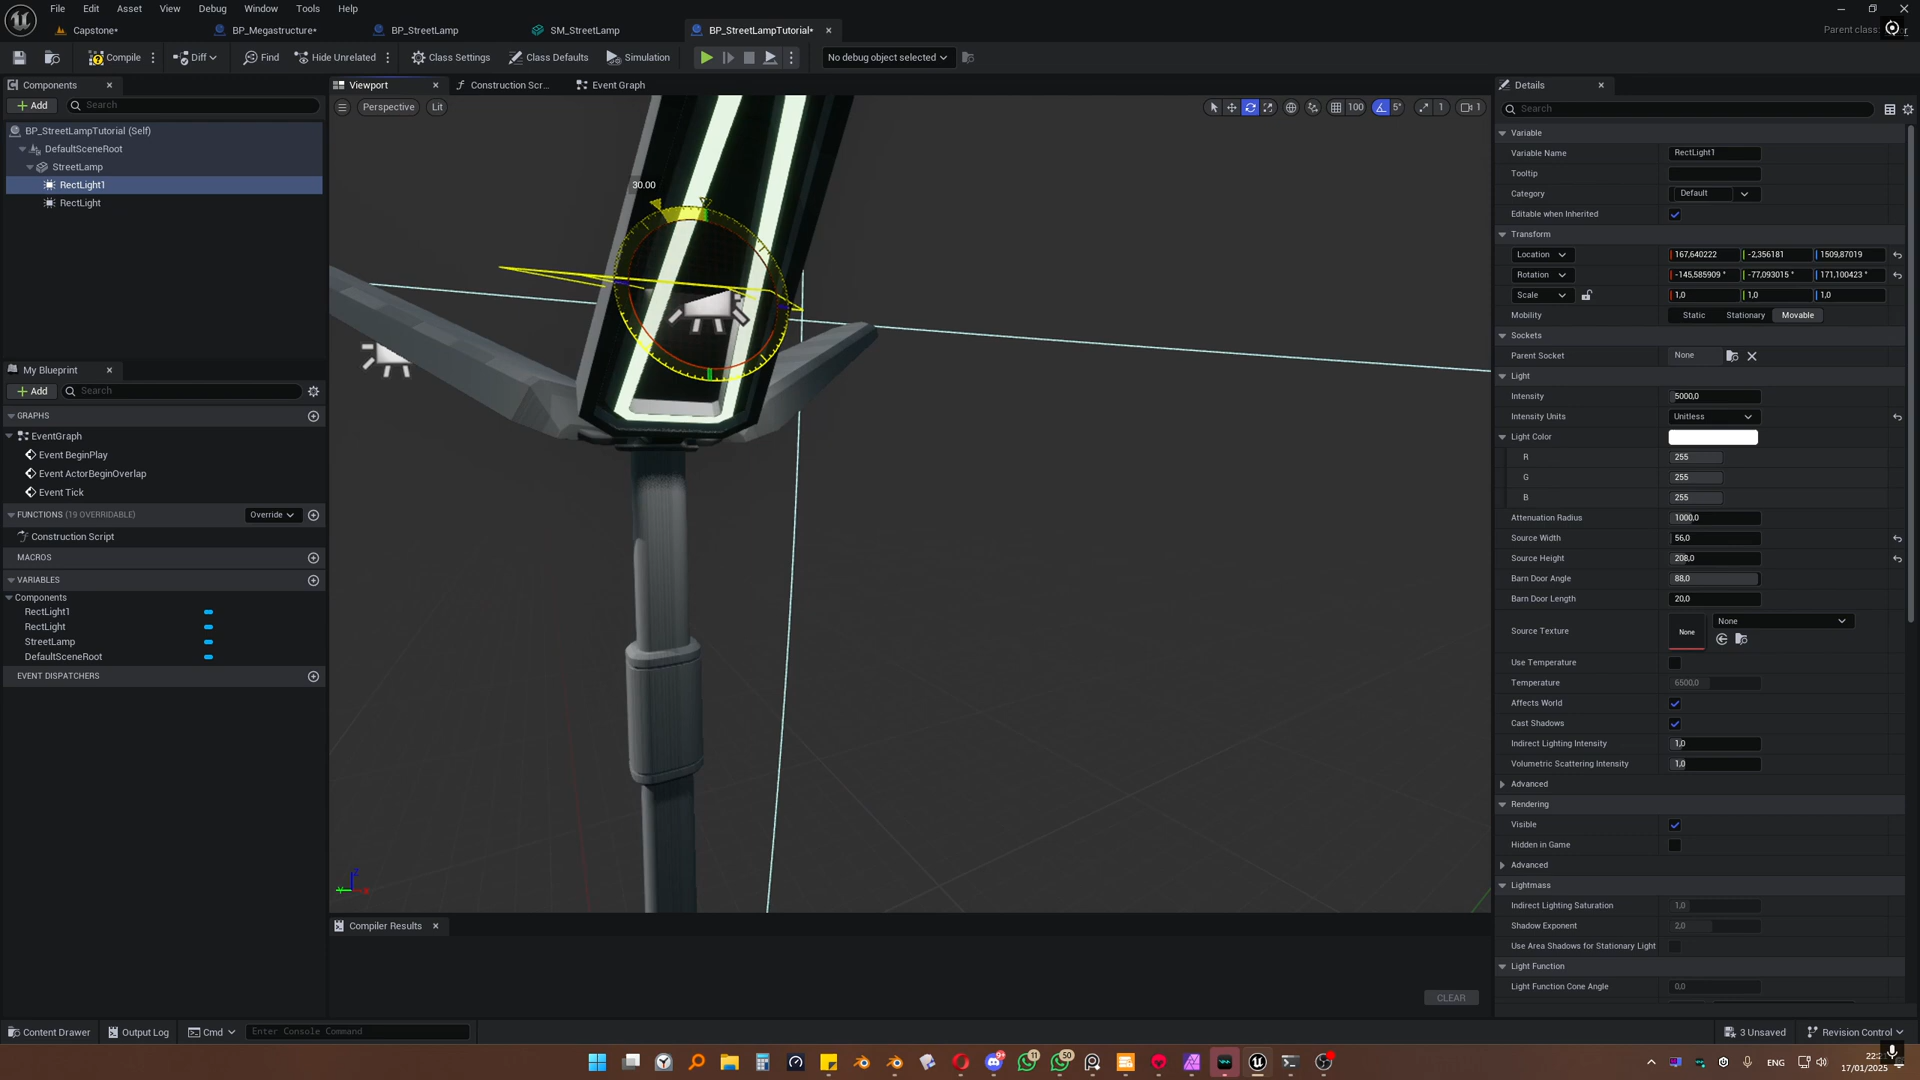 File Edit Asset View Debug Window Tools Help
Capstone* BP_Megastructure* BP_StreetLamp SM_StreetLamp BP_StreetLampTutorial* Parent class:
Compile Diff Find Hide Unrelated Class Settings Class Defaults Simulation No debug object selected
Components
Add Search
BP_StreetLampTutorial (Self)
DefaultSceneRoot
StreetLamp
RectLight1
RectLight
My Blueprint
Add Search
GRAPHS
EventGraph
Event BeginPlay
Event ActorBeginOverlap
Event Tick
FUNCTIONS (19 OVERRIDABLE) Override
Construction Script
MACROS
VARIABLES
Components
RectLight1
RectLight
StreetLamp
DefaultSceneRoot
EVENT DISPATCHERS
Viewport Construction Scr... Event Graph
Perspective Lit 100 5° 1 1
30.00
Compiler Results
CLEAR
Details
Search
Variable
Variable Name RectLight1
Tooltip
Category Default
Editable when Inherited
Transform
Location 167,640222 -2,356181 1509,87019
Rotation -145,585909 ° -77,093015 ° 171,100423 °
Scale 1,0 1,0 1,0
Mobility Static Stationary Movable
Sockets
Parent Socket None
Light
Intensity 5000,0
Intensity Units Unitless
Light Color
R 255
G 255
B 255
Attenuation Radius 1000,0
Source Width 56,0
Source Height 208,0
Barn Door Angle 88,0
Barn Door Length 20,0
Source Texture None None
Use Temperature
Temperature 6500,0
Affects World
Cast Shadows
Indirect Lighting Intensity 1,0
Volumetric Scattering Intensity 1,0
Advanced
Rendering
Visible
Hidden in Game
Advanced
Lightmass
Indirect Lighting Saturation 1,0
Shadow Exponent 2,0
Use Area Shadows for Stationary Light
Light Function
Light Function Cone Angle 0,0
Content Drawer Output Log Cmd Enter Console Command 3 Unsaved Revision Control
ENG
17/01/2025